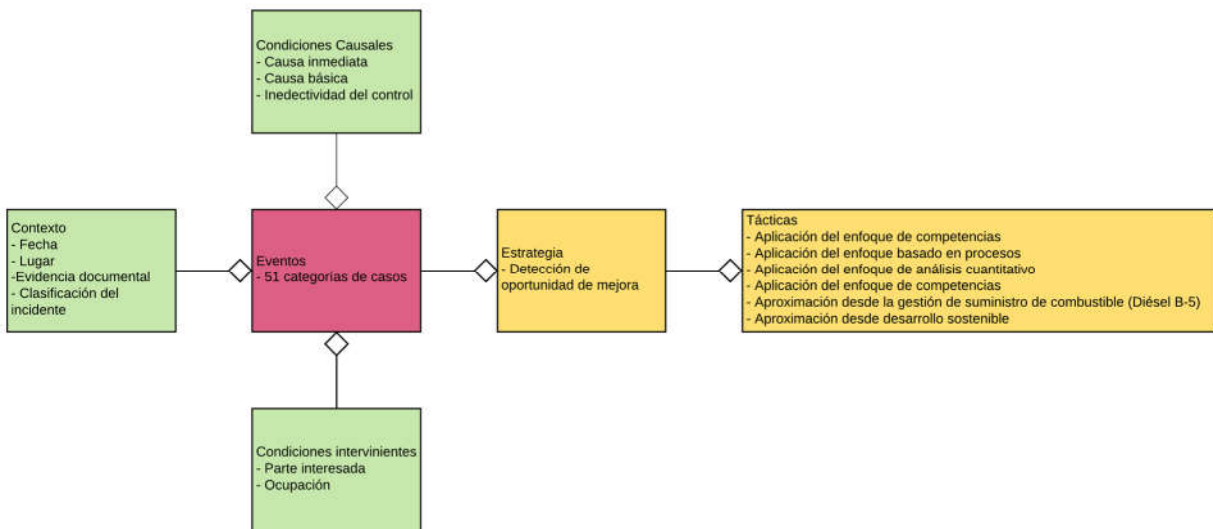 Condiciones Causales
- Causa inmediata
- Causa básica
- Inedectividad del control
Contexto
- Fecha
- Lugar
-Evidencia documental
- Clasificación del
incidente
Eventos
- 51 categorías de casos
Estrategia
- Detección de
oportunidad de mejora
Tácticas
- Aplicación del enfoque de competencias
- Aplicación del enfoque basado en procesos
- Aplicación del enfoque de análisis cuantitativo
- Aplicación del enfoque de competencias
- Aproximación desde la gestión de suministro de combustible (Diésel B-5)
- Aproximación desde desarrollo sostenible
Condiciones intervinientes
- Parte interesada
- Ocupación